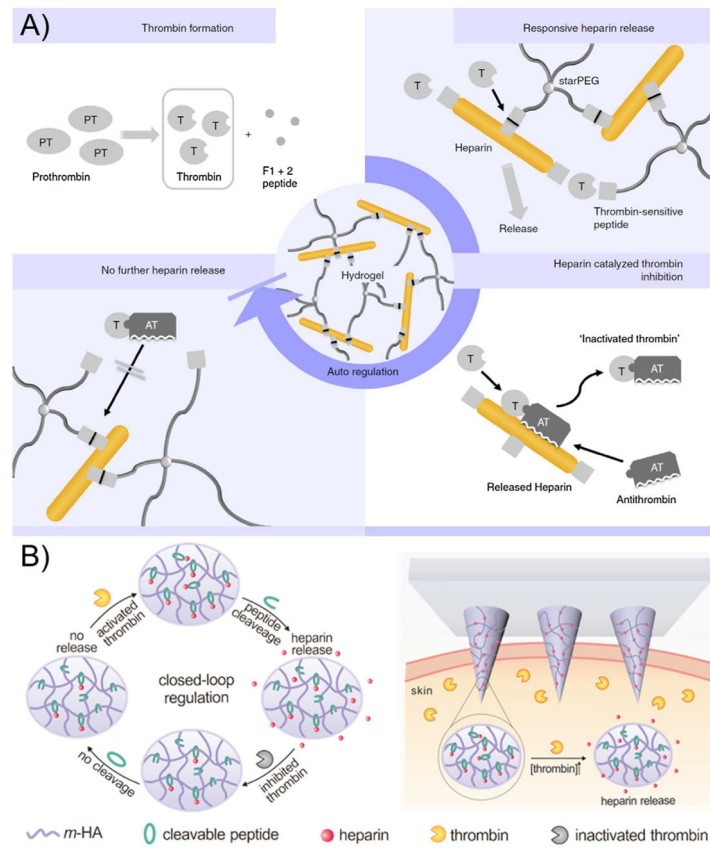 A)
Thrombin formation
PT
PT
PT
Prothrombin
T
T
T
Thrombin
+
F1 + 2
peptide
Responsive heparin release
T
T
starPEG
Heparin
T
Release
Thrombin-sensitive
peptide
No further heparin release
T
AT
Hydrogel
Auto regulation
Heparin catalyzed thrombin
inhibition
T
'Inactivated thrombin'
T
AT
T
AT
AT
Released Heparin
Antithrombin
B)
no
release
activated
thrombin
peptide
cleaveage
heparin
release
closed-loop
regulation
no cleavage
inhibited
thrombin
skin
[thrombin]↑
heparin release
m-HA
cleavable peptide
heparin
thrombin
inactivated thrombin